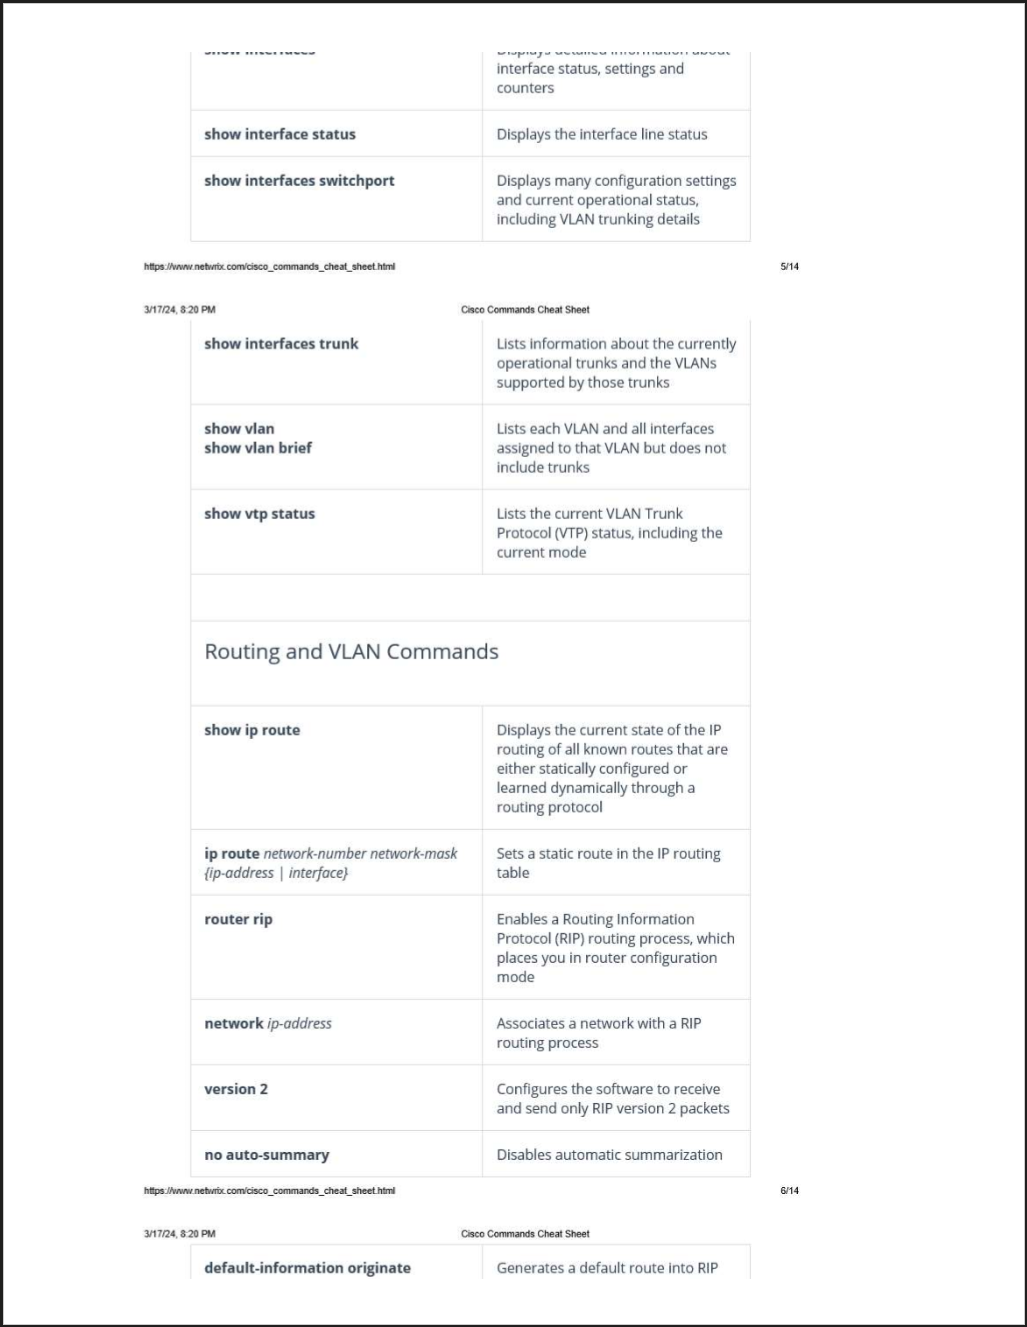 show interfaces
Displays detailed information about
interface status, settings and
counters
show interface status
Displays the interface line status
show interfaces switchport
Displays many configuration settings
and current operational status,
including VLAN trunking details
https://www.netwrix.com/cisco_commands_cheat_sheet.html
5/14
3/17/24, 8:20 PM
Cisco Commands Cheat Sheet
show interfaces trunk
Lists information about the currently
operational trunks and the VLANs
supported by those trunks
show vlan
show vlan brief
Lists each VLAN and all interfaces
assigned to that VLAN but does not
include trunks
show vtp status
Lists the current VLAN Trunk
Protocol (VTP) status, including the
current mode
Routing and VLAN Commands
show ip route
Displays the current state of the IP
routing of all known routes that are
either statically configured or
learned dynamically through a
routing protocol
ip route network-number network-mask
{ip-address | interface}
Sets a static route in the IP routing
table
router rip
Enables a Routing Information
Protocol (RIP) routing process, which
places you in router configuration
mode
network ip-address
Associates a network with a RIP
routing process
version 2
Configures the software to receive
and send only RIP version 2 packets
no auto-summary
Disables automatic summarization
https://www.netwrix.com/cisco_commands_cheat_sheet.html
6/14
3/17/24, 8:20 PM
Cisco Commands Cheat Sheet
default-information originate
Generates a default route into RIP